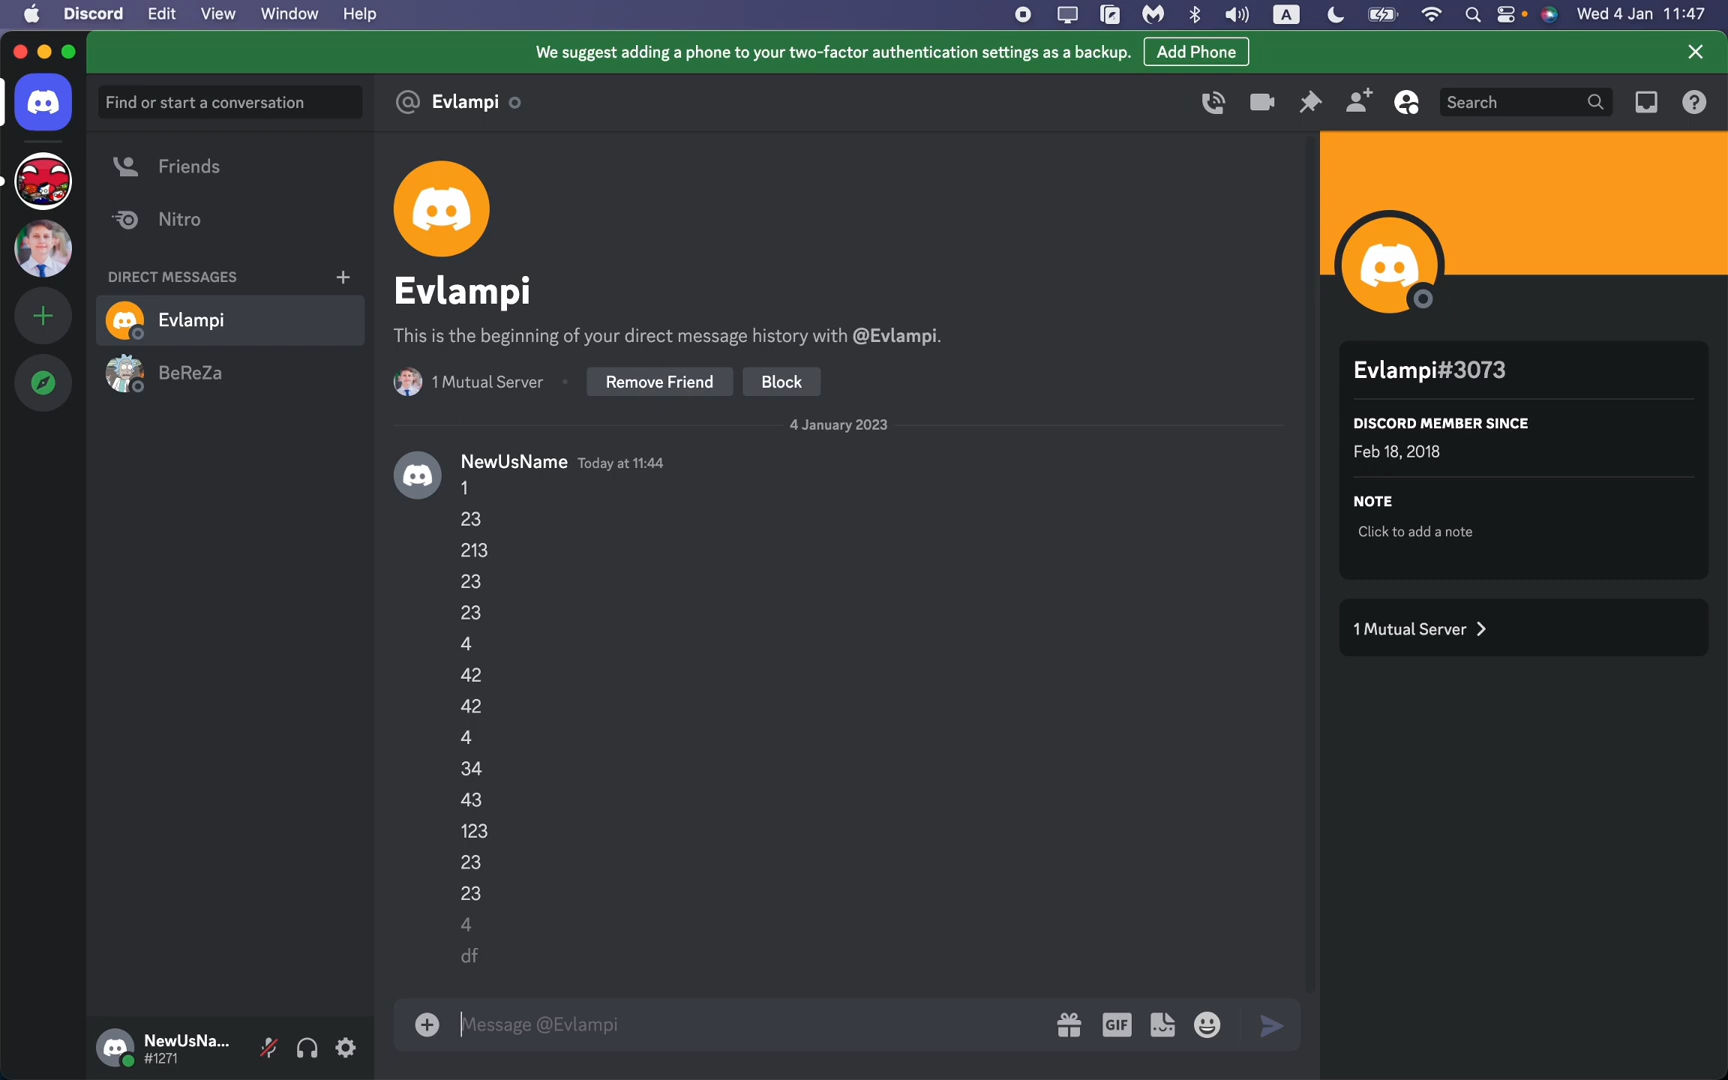 Discord Edit View Window Help A Wed 4 Jan 11:47
We suggest adding a phone to your two-factor authentication settings as a backup. Add Phone
Find or start a conversation
Evlampi
Search
Friends
Nitro
DIRECT MESSAGES
Evlampi
BeReZa
Evlampi
This is the beginning of your direct message history with @Evlampi.
1 Mutual Server Remove Friend Block
4 January 2023
NewUsName Today at 11:44
1
23
213
23
23
4
42
42
4
34
43
123
23
23
4
df
Message @Evlampi
GIF
Evlampi#3073
DISCORD MEMBER SINCE
Feb 18, 2018
NOTE
Click to add a note
1 Mutual Server
NewUsNa...
#1271